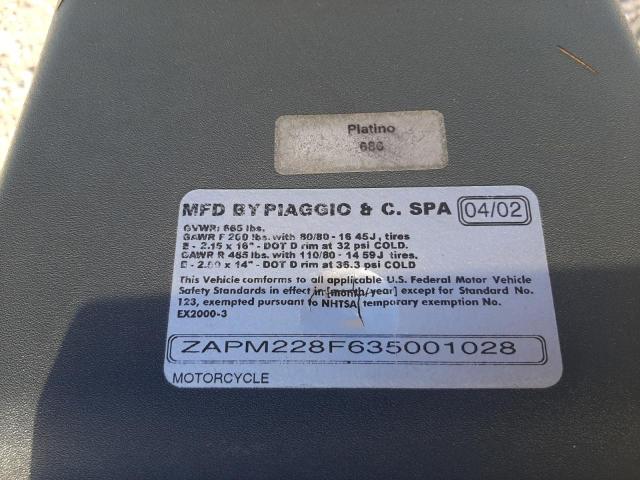 Platino
686
MFD BY PIAGGIO & C. SPA 04/02
GVWR: 665 lbs.
GAWR F 200 lbs. with 80/80 - 16 45J, tires
E - 2.15 x 16" - DOT D rim at 32 psi COLD.
GAWR R 465 lbs. with 110/80 - 14 59J tires.
E - 2.50 x 14" - DOT D rim at 36.3 psi COLD
This Vehicle comforms to all applicable U.S. Federal Motor Vehicle
Safety Standards in effect in [month/year] except for Standard No.
123, exempted pursuant to NHTSA temporary exemption No.
EX2000-3
ZAPM228F635001028
MOTORCYCLE